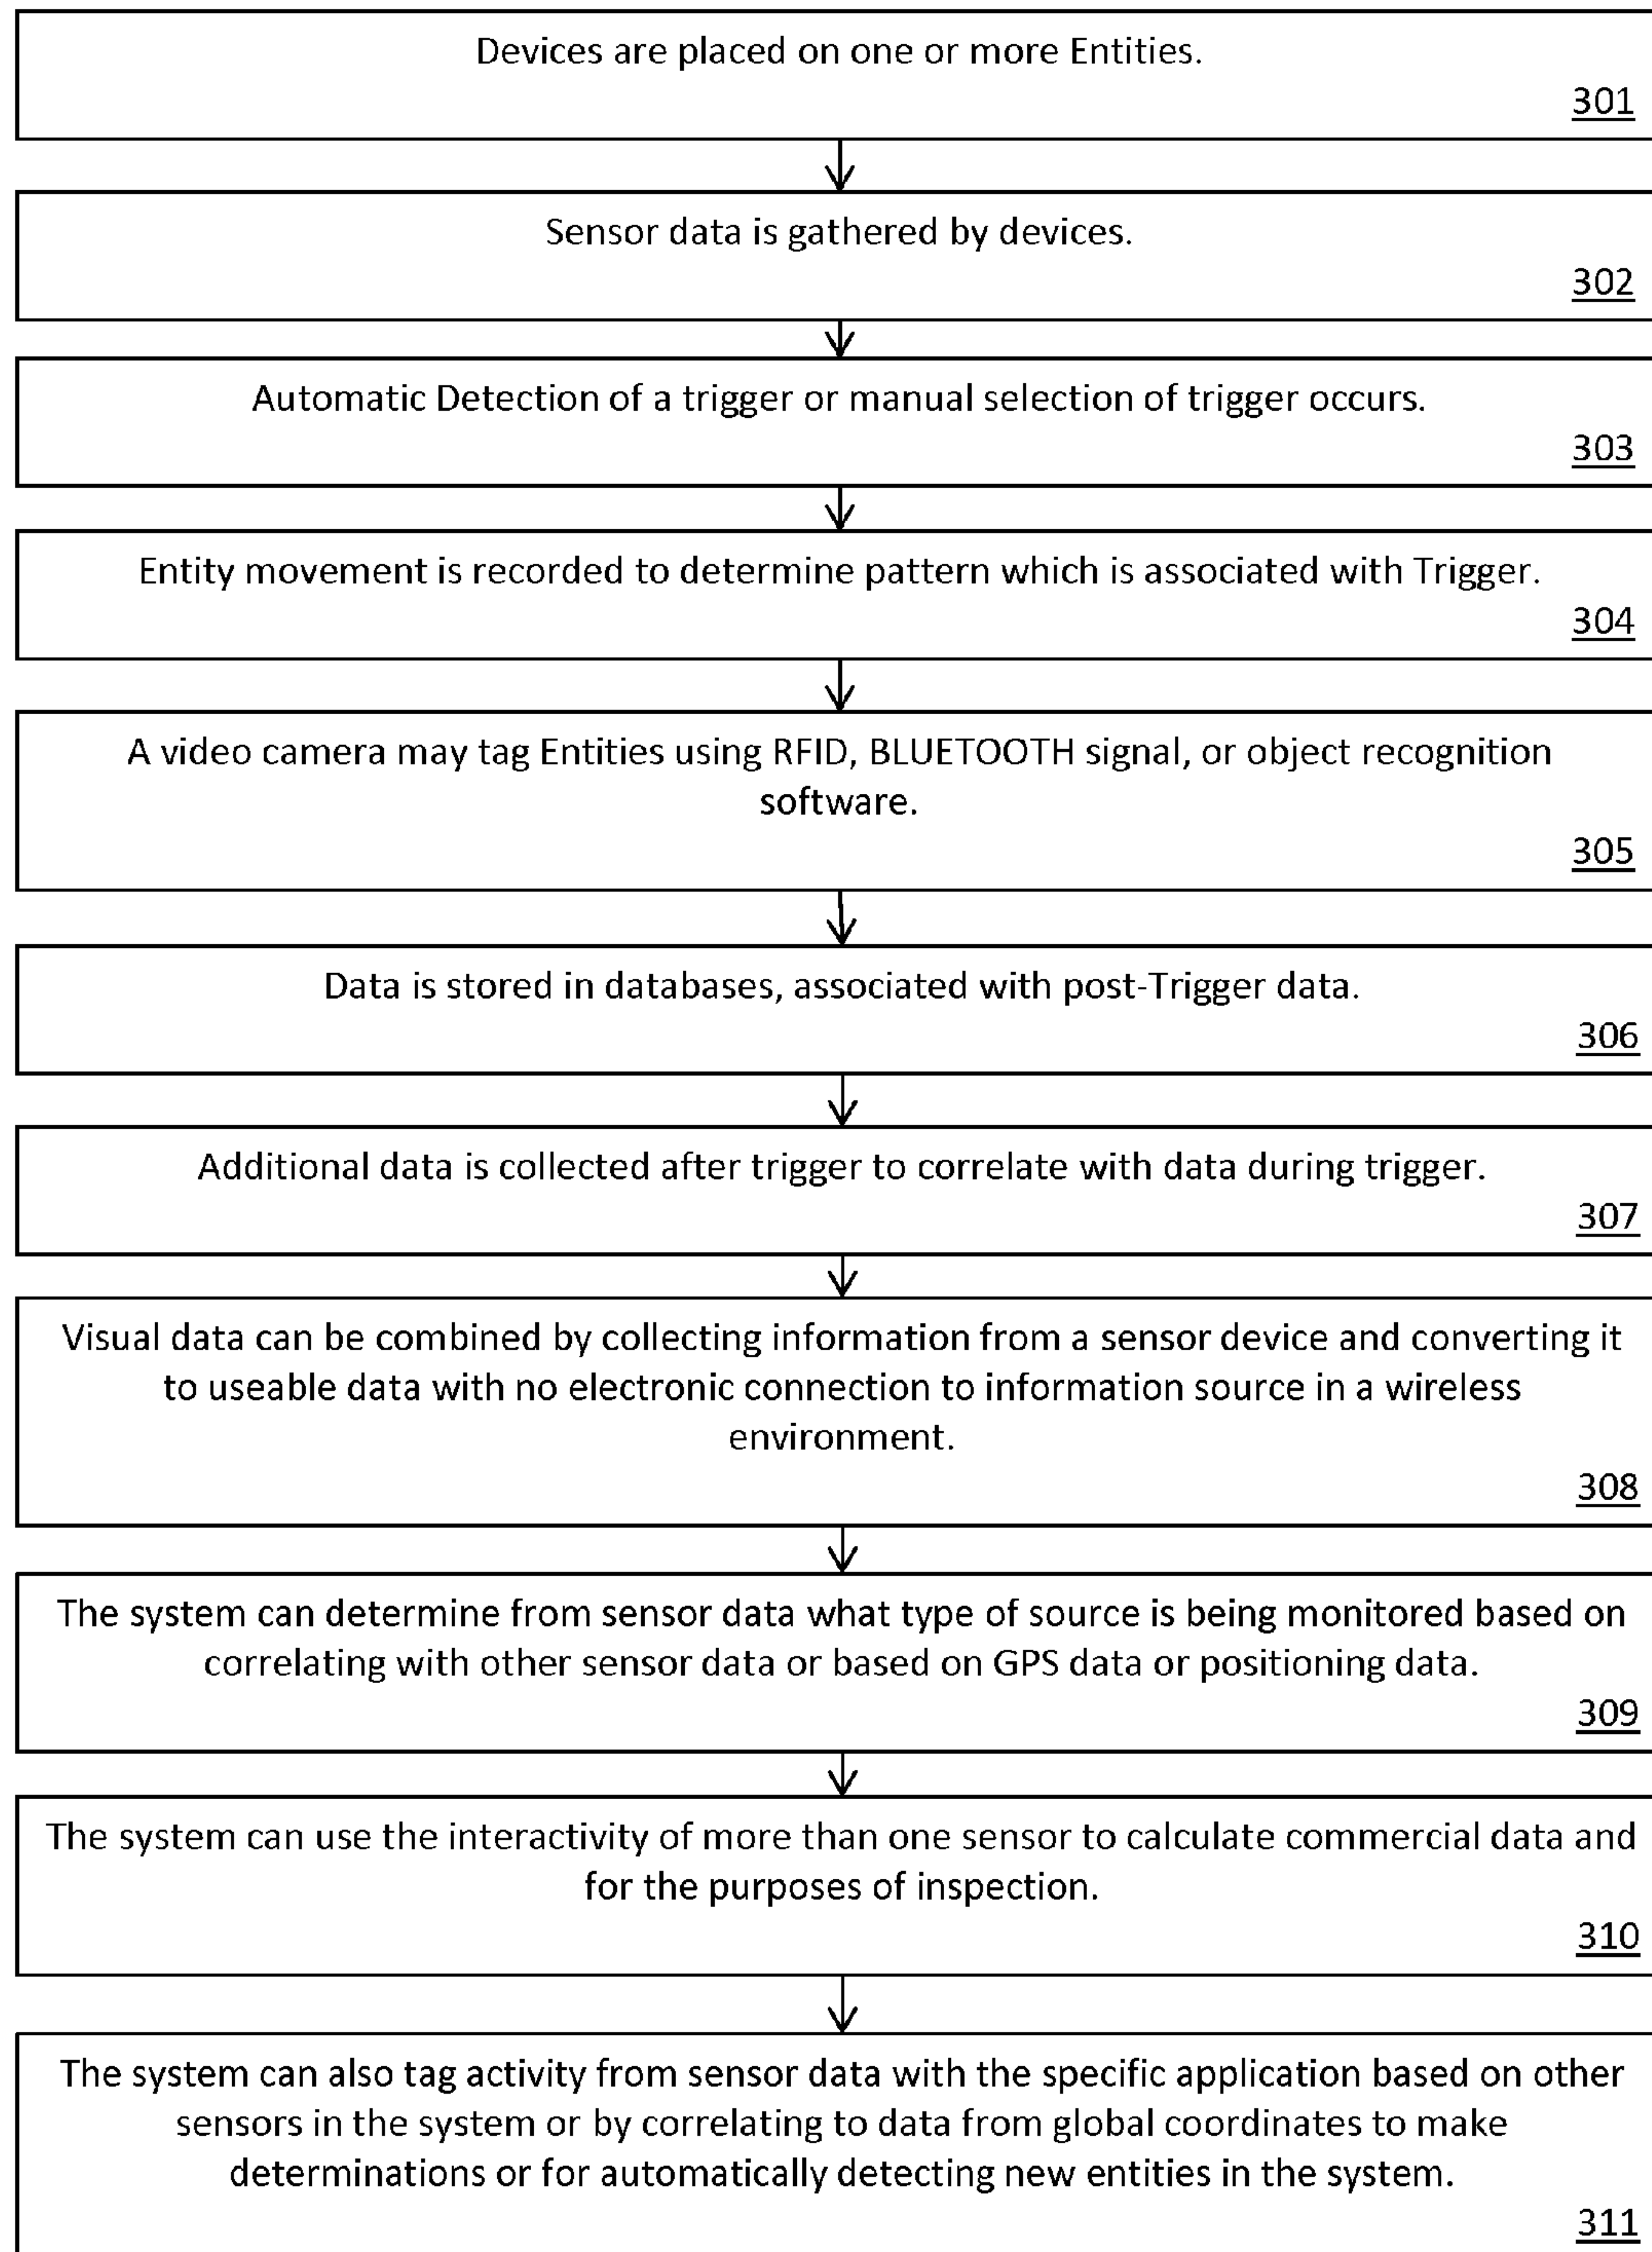 Devices are placed on one or more Entities.
301
Sensor data is gathered by devices.
302
Automatic Detection of a trigger or manual selection of trigger occurs.
303
Entity movement is recorded to determine pattern which is associated with Trigger.
304
A video camera may tag Entities using RFID, BLUETOOTH signal, or object recognition
software.
305
Data is stored in databases, associated with post-Trigger data.
306
Additional data is collected after trigger to correlate with data during trigger.
307
Visual data can be combined by collecting information from a sensor device and converting it
to useable data with no electronic connection to information source in a wireless
environment.
308
The system can determine from sensor data what type of source is being monitored based on
correlating with other sensor data or based on GPS data or positioning data.
309
The system can use the interactivity of more than one sensor to calculate commercial data and
for the purposes of inspection.
310
The system can also tag activity from sensor data with the specific application based on other
sensors in the system or by correlating to data from global coordinates to make
determinations or for automatically detecting new entities in the system.
311